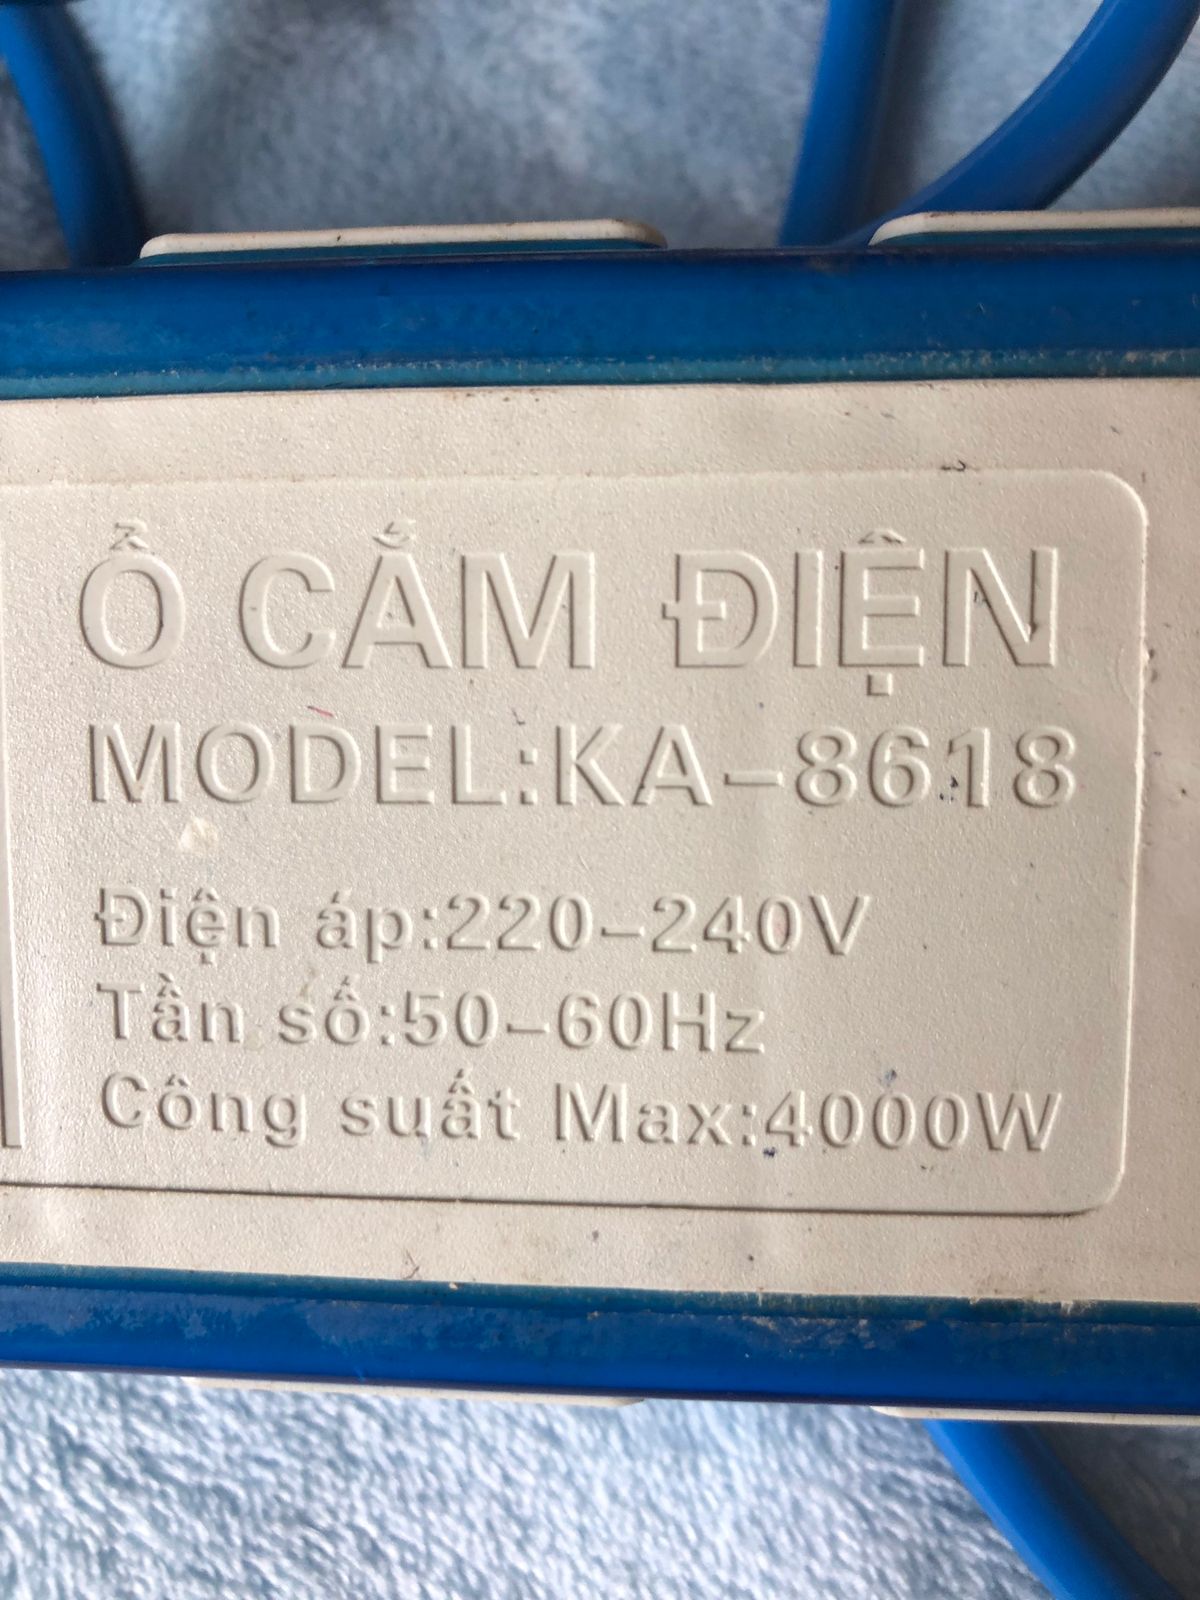 Ổ CẮM ĐIỆN
MODEL:KA-8618
Điện áp:220-240V
Tần số:50-60Hz
Công suất Max:4000W